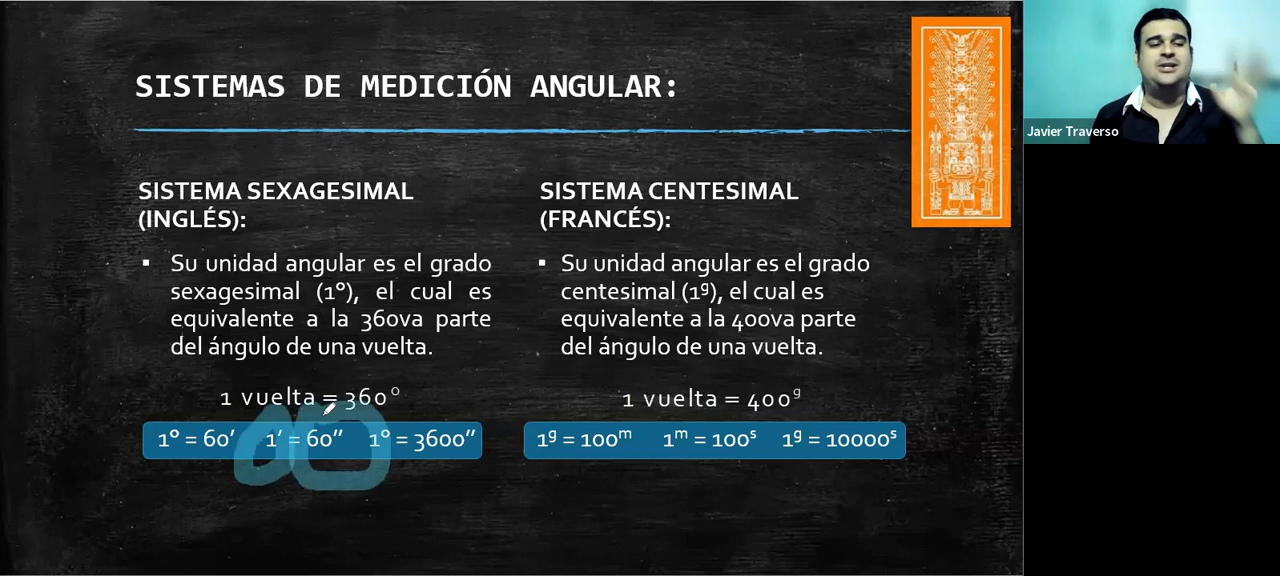 SISTEMAS DE MEDICIÓN ANGULAR:
Javier Traverso
SISTEMA SEXAGESIMAL
(INGLÉS):
▪ Su unidad angular es el grado
sexagesimal (1°), el cual es
equivalente a la 360va parte
del ángulo de una vuelta.
1 vuelta = 360°
1° = 60′ 1′ = 60′′ 1° = 3600′′
SISTEMA CENTESIMAL
(FRANCÉS):
▪ Su unidad angular es el grado
centesimal (1ᵍ), el cual es
equivalente a la 400va parte
del ángulo de una vuelta.
1 vuelta = 400ᵍ
1ᵍ = 100ᵐ 1ᵐ = 100ˢ 1ᵍ = 10000ˢ